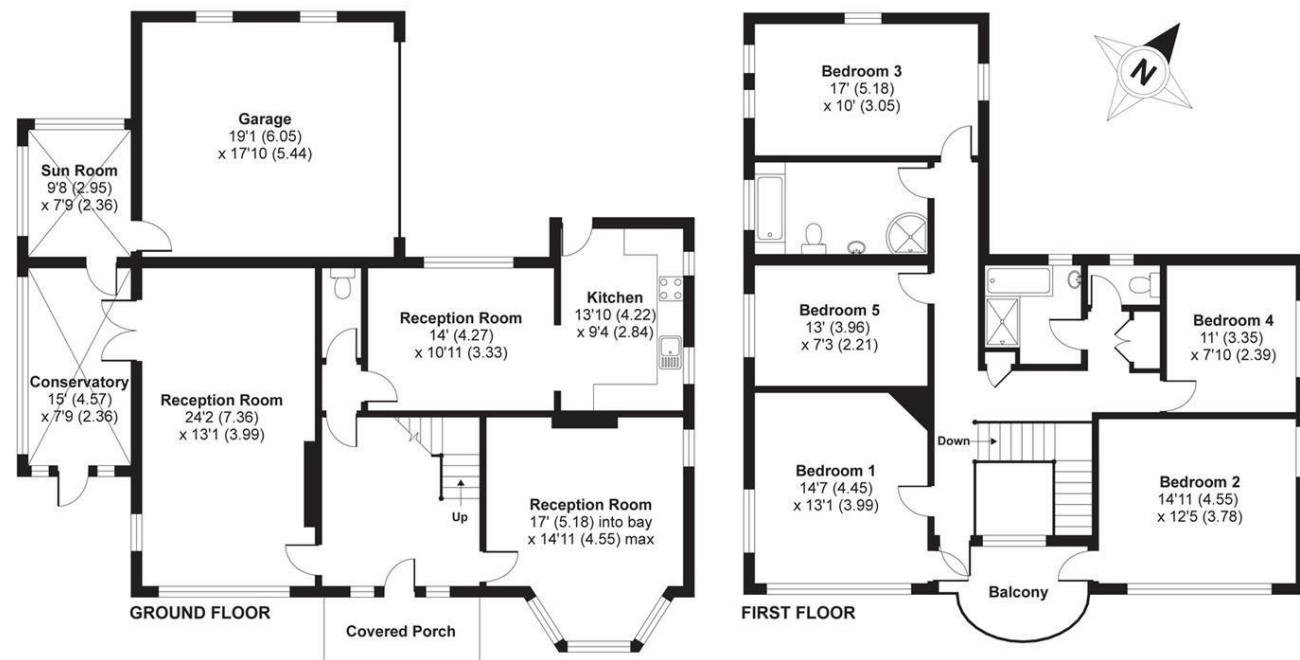 Garage
19'1 (6.05)
x 17'10 (5.44)
Sun Room
9'8 (2.95)
x 7'9 (2.36)
Conservatory
15' (4.57)
x 7'9 (2.36)
Reception Room
24'2 (7.36)
x 13'1 (3.99)
Reception Room
14' (4.27)
x 10'11 (3.33)
Kitchen
13'10 (4.22)
x 9'4 (2.84)
Up
Reception Room
17' (5.18) into bay
x 14'11 (4.55) max
GROUND FLOOR
Covered Porch
Bedroom 3
17' (5.18)
x 10' (3.05)
N
Bedroom 5
13' (3.96)
x 7'3 (2.21)
Bedroom 4
11' (3.35)
x 7'10 (2.39)
Down
Bedroom 1
14'7 (4.45)
x 13'1 (3.99)
Bedroom 2
14'11 (4.55)
x 12'5 (3.78)
Balcony
FIRST FLOOR